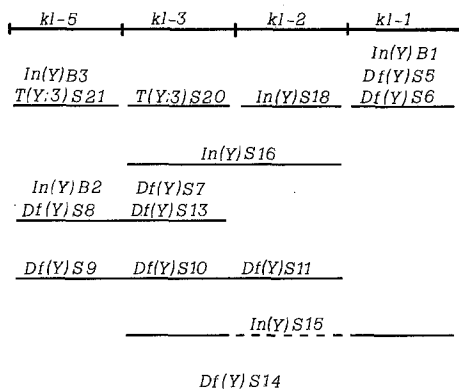 kl-5 kl-3 kl-2 kl-1
In(Y)B1
In(Y)B3 Df(Y)S5
T(Y;3)S21 T(Y;3)S20 In(Y)S18 Df(Y)S6
In(Y)S16
In(Y)B2 Df(Y)S7
Df(Y)S8 Df(Y)S13
Df(Y)S9 Df(Y)S10 Df(Y)S11
In(Y)S15
Df(Y)S14